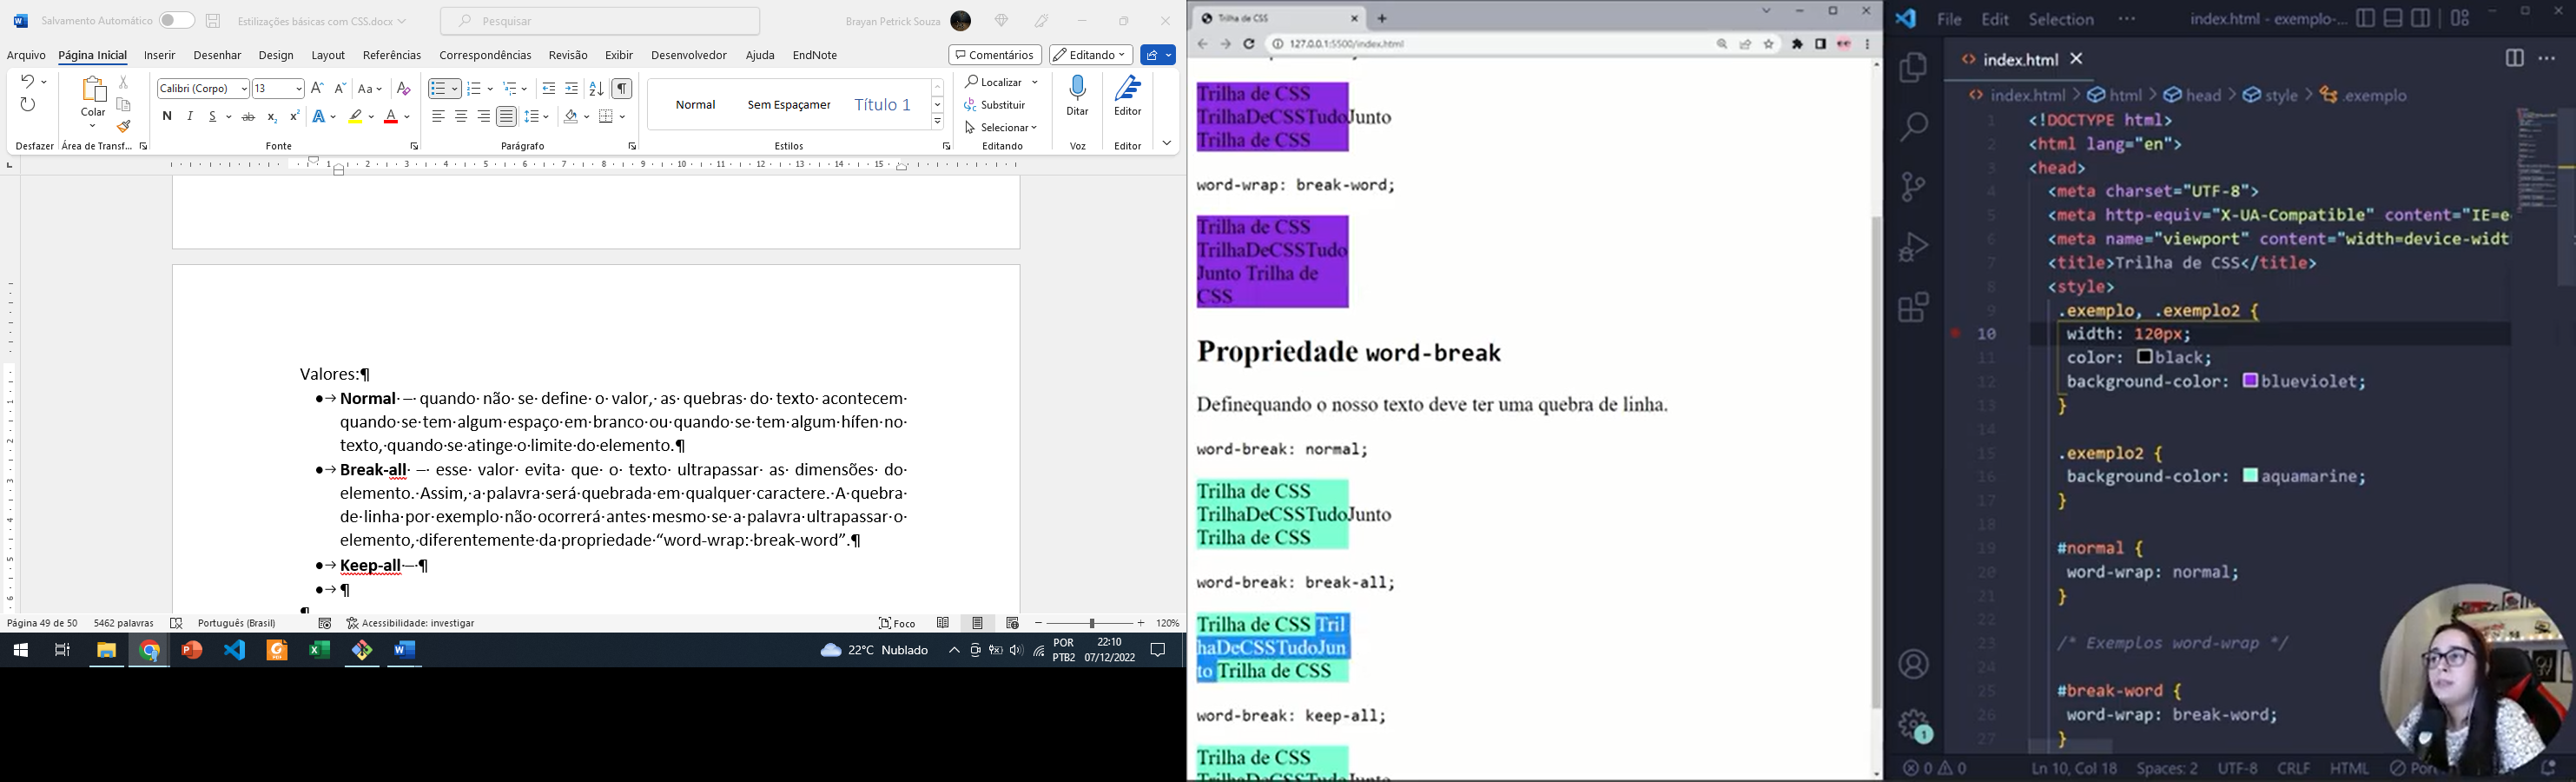 Salvamento Automático
Estilizações básicas com CSS.docx
Pesquisar
Brayan Petrick Souza
Arquivo
Página Inicial
Inserir
Desenhar
Design
Layout
Referências
Correspondências
Revisão
Exibir
Desenvolvedor
Ajuda
EndNote
Comentários
Editando
Calibri (Corpo)
13
Colar
Normal
Sem Espaçamer
Título 1
Localizar
Substituir
Selecionar
Ditar
Editor
Desfazer
Área de Transf...
Fonte
Parágrafo
Estilos
Editando
Voz
Editor
Valores:¶
Normal – quando não se define o valor, as quebras do texto acontecem
quando se tem algum espaço em branco ou quando se tem algum hífen no
texto, quando se atinge o limite do elemento.¶
Break-all – esse valor evita que o texto ultrapassar as dimensões do
elemento. Assim, a palavra será quebrada em qualquer caractere. A quebra
de linha por exemplo não ocorrerá antes mesmo se a palavra ultrapassar o
elemento, diferentemente da propriedade “word-wrap: break-word”.¶
Keep-all – ¶
¶
Página 49 de 50
5462 palavras
Português (Brasil)
Acessibilidade: investigar
Foco
120%
22°C Nublado
POR
PTB2
22:10
07/12/2022
Trilha de CSS
127.0.0.1:5500/index.html
Trilha de CSS
TrilhaDeCSSTudoJunto
Trilha de CSS
word-wrap: break-word;
Trilha de CSS
TrilhaDeCSSTudo
Junto Trilha de
CSS
Propriedade word-break
Definequando o nosso texto deve ter uma quebra de linha.
word-break: normal;
Trilha de CSS
TrilhaDeCSSTudoJunto
Trilha de CSS
word-break: break-all;
Trilha de CSS Tril
haDeCSSTudoJun
to Trilha de CSS
word-break: keep-all;
Trilha de CSS
TrilhaDeCSSTudoJunto
File Edit Selection ···
index.html - exemplo-...
index.html
index.html > html > head > style > .exemplo
1 <!DOCTYPE html>
2 <html lang="en">
3 <head>
4 <meta charset="UTF-8">
5 <meta http-equiv="X-UA-Compatible" content="IE=e
6 <meta name="viewport" content="width=device-widt
7 <title>Trilha de CSS</title>
8 <style>
9 .exemplo, .exemplo2 {
10 width: 120px;
11 color: black;
12 background-color: blueviolet;
13 }
14
15 .exemplo2 {
16 background-color: aquamarine;
17 }
18
19 #normal {
20 word-wrap: normal;
21 }
22
23 /* Exemplos word-wrap */
24
25 #break-word {
26 word-wrap: break-word;
27 }
1
0 0
Ln 10, Col 18
Spaces: 2
UTF-8
CRLF
HTML